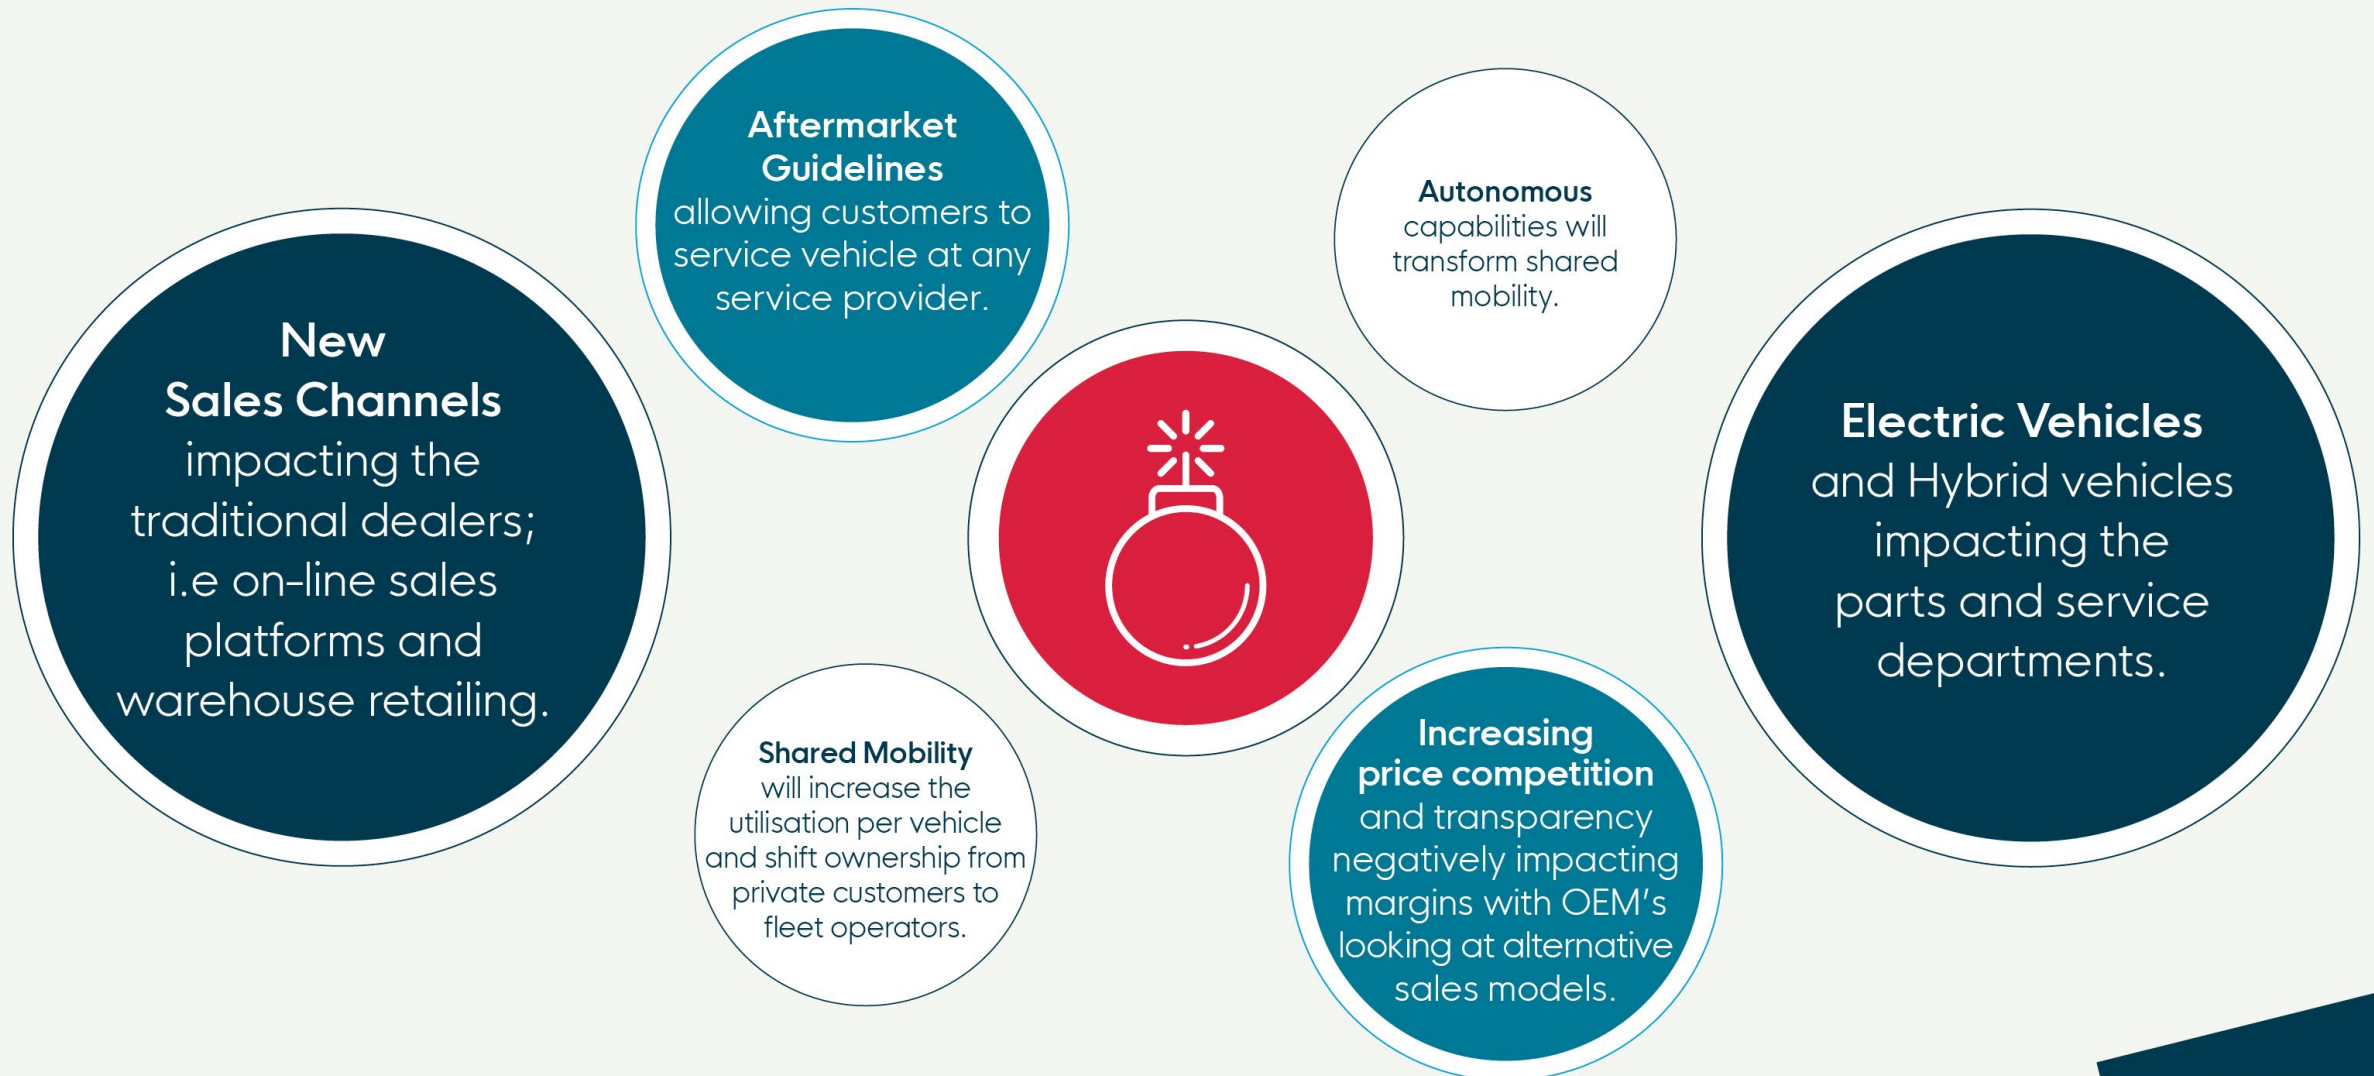 New
Sales Channels
impacting the
traditional dealers;
i.e on-line sales
platforms and
warehouse retailing.
Aftermarket
Guidelines
allowing customers to
service vehicle at any
service provider.
Shared Mobility
will increase the
utilisation per vehicle
and shift ownership from
private customers to
fleet operators.
Autonomous
capabilities will
transform shared
mobility.
Increasing
price competition
and transparency
negatively impacting
margins with OEM's
looking at alternative
sales models.
Electric Vehicles
and Hybrid vehicles
impacting the
parts and service
departments.